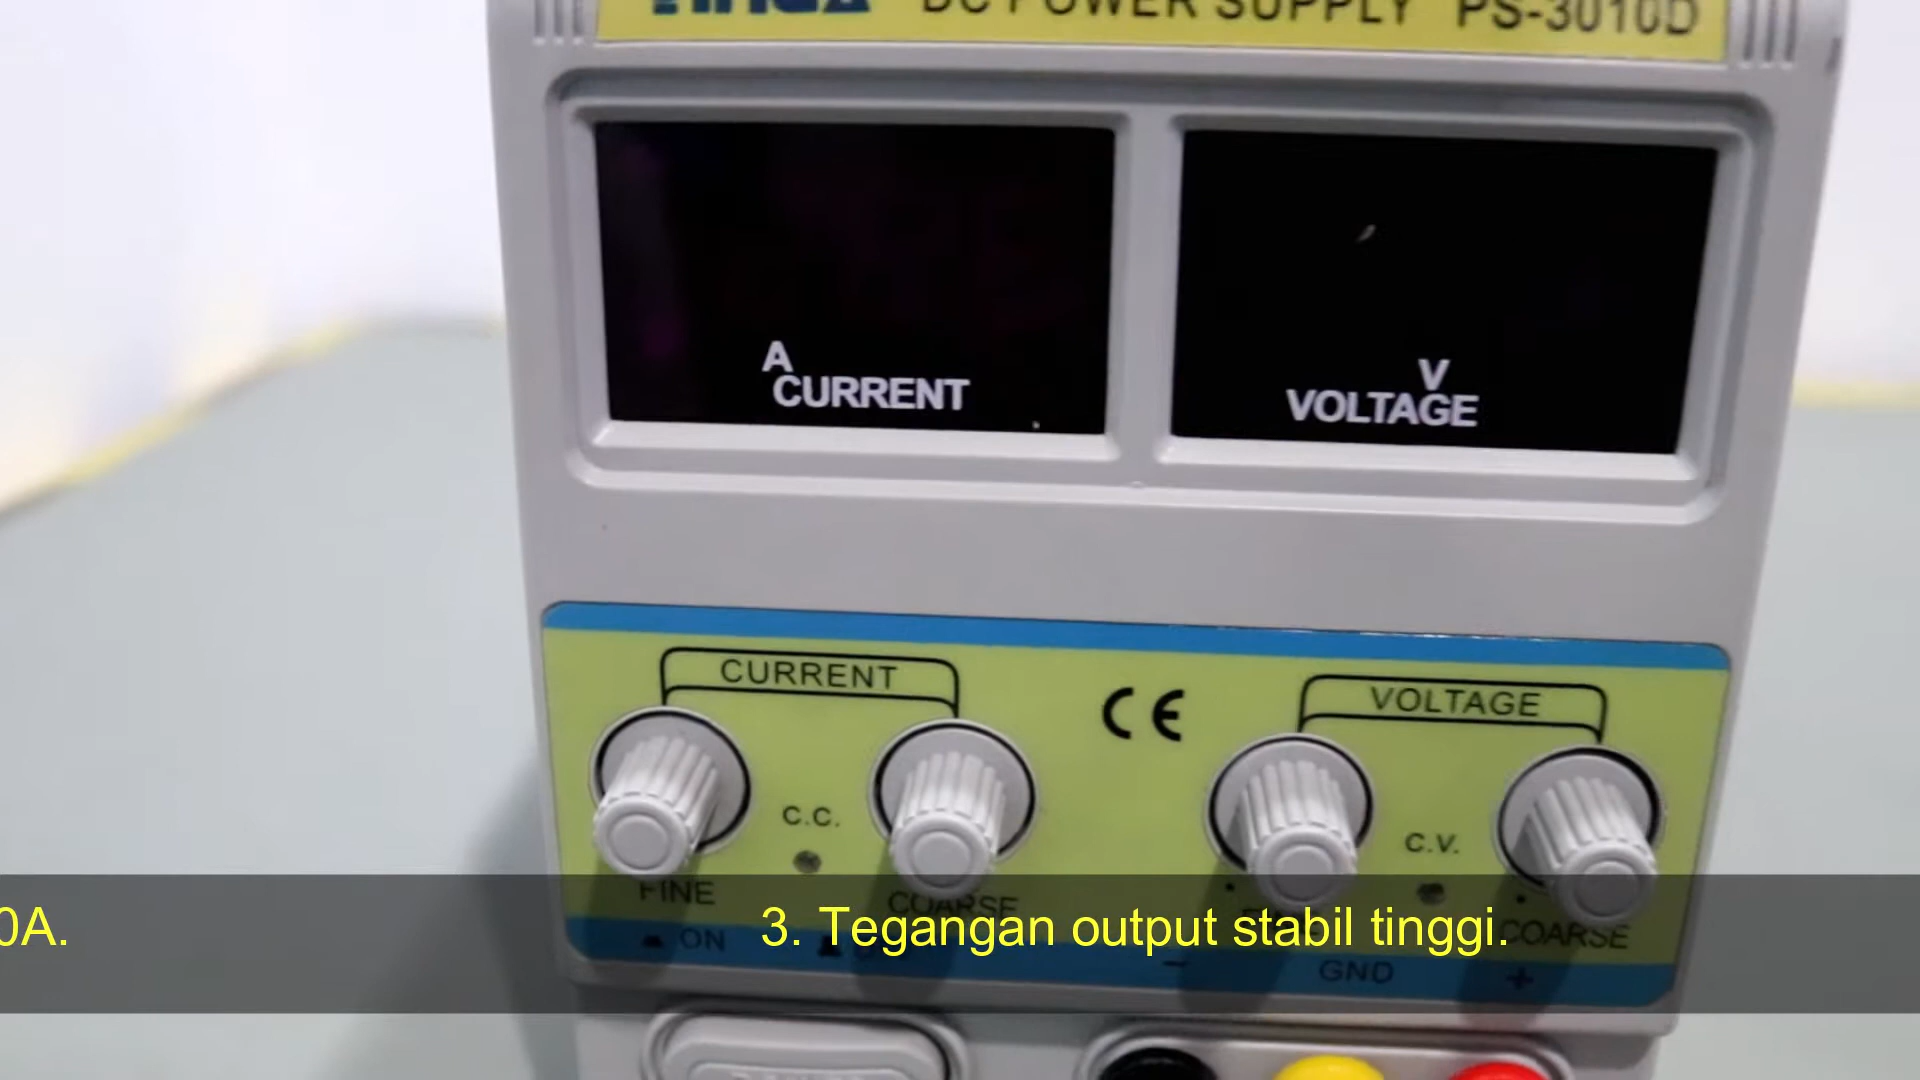 DC POWER SUPPLY PS-3010D
A
CURRENT
V
VOLTAGE
CURRENT
VOLTAGE
CE
C.C.
C.V.
FINE
COARSE
COARSE
0A.
3. Tegangan output stabil tinggi.
ON
GND
+